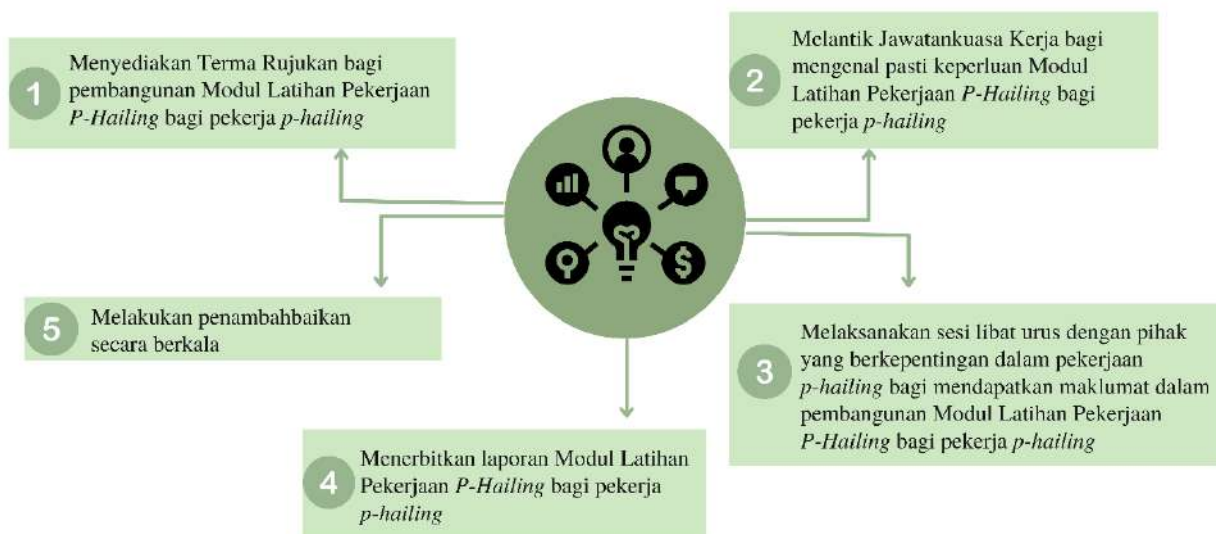 1
Menyediakan Terma Rujukan bagi
pembangunan Modul Latihan Pekerjaan
P-Hailing bagi pekerja p-hailing
2
Melantik Jawatankuasa Kerja bagi
mengenal pasti keperluan Modul
Latihan Pekerjaan P-Hailing bagi
pekerja p-hailing
3
Melaksanakan sesi libat urus dengan pihak
yang berkepentingan dalam pekerjaan
p-hailing bagi mendapatkan maklumat dalam
pembangunan Modul Latihan Pekerjaan
P-Hailing bagi pekerja p-hailing
4
Menerbitkan laporan Modul Latihan
Pekerjaan P-Hailing bagi pekerja
p-hailing
5
Melakukan penambahbaikan
secara berkala
$